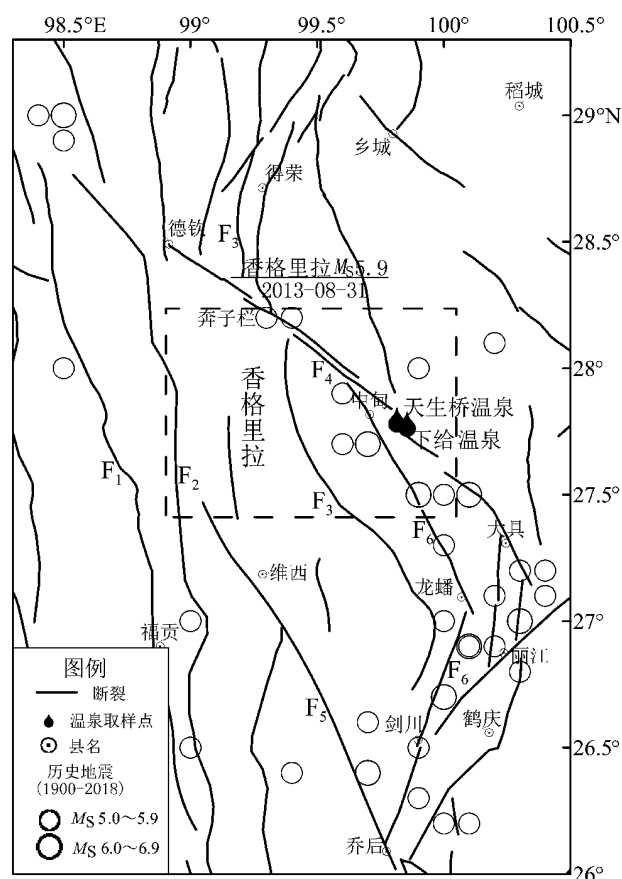 98.5°E 99° 99.5° 100° 100.5°
稻城
29°N
乡城
得荣
德钦
F3
28.5°
香格里拉MS5.9
2013-08-31
奔子栏
28°
F4
香格里拉
中甸
天生桥温泉
下给温泉
F1
F2
F3
27.5°
F6
大具
维西
龙蟠
27°
福贡
丽江
F6
图例
断裂
温泉取样点
县名
历史地震
(1900-2018)
MS 5.0～5.9
MS 6.0～6.9
F5
剑川
鹤庆
26.5°
乔后
26°